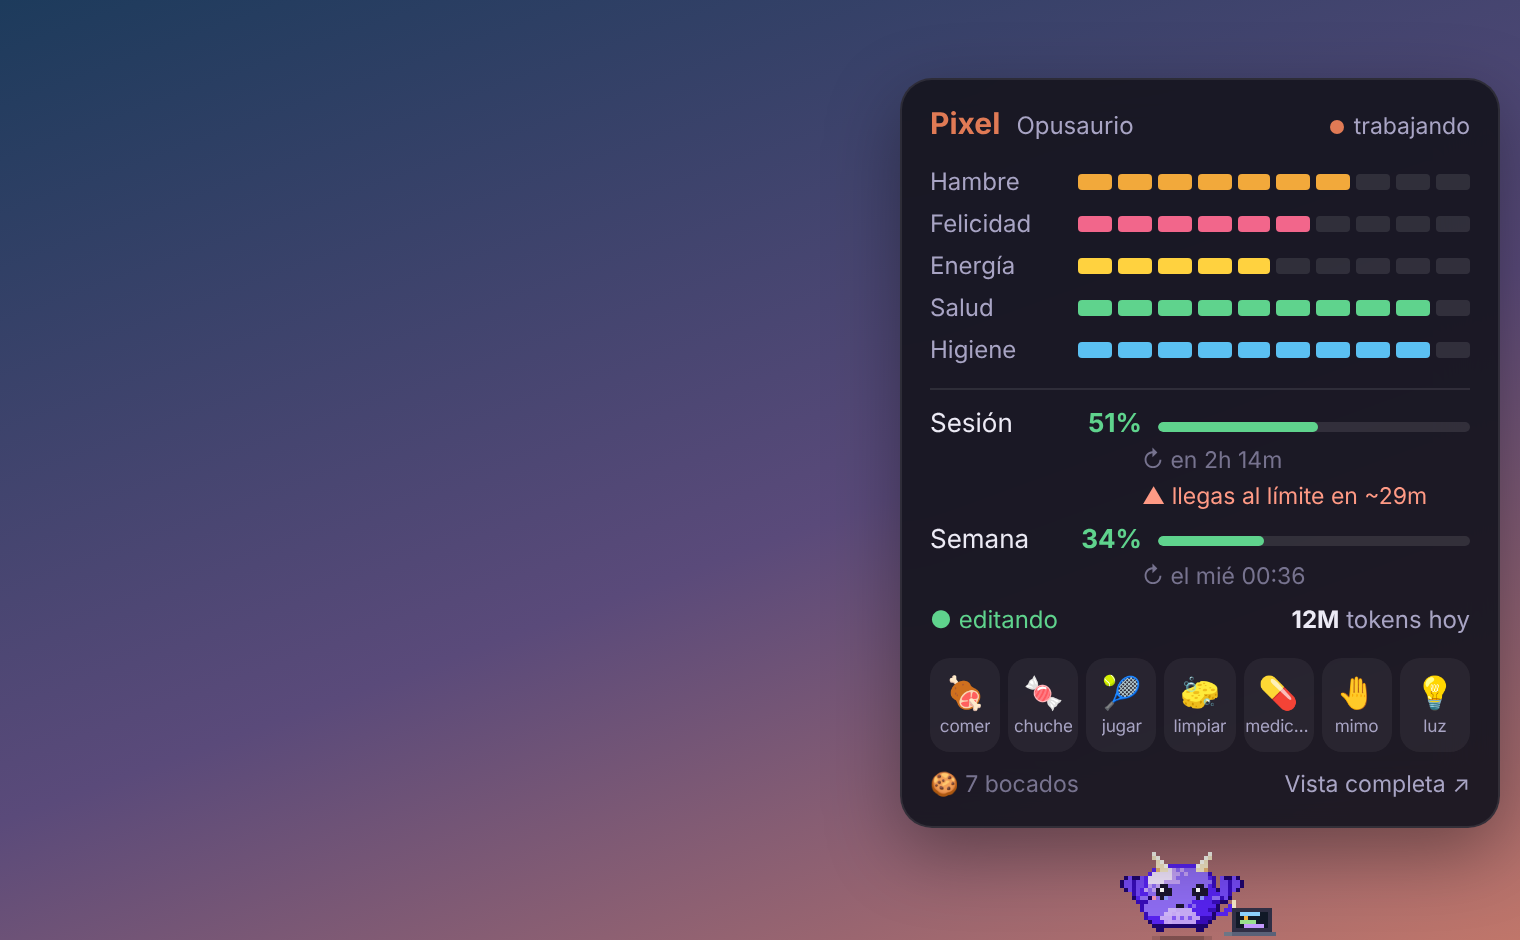 Pixel Opusaurio ● trabajando
Hambre
Felicidad
Energía
Salud
Higiene
Sesión 51%
↻ en 2h 14m
▲ llegas al límite en ~29m
Semana 34%
↻ el mié 00:36
● editando 12M tokens hoy
comer chuche jugar limpiar medic... mimo luz
7 bocados Vista completa ↗